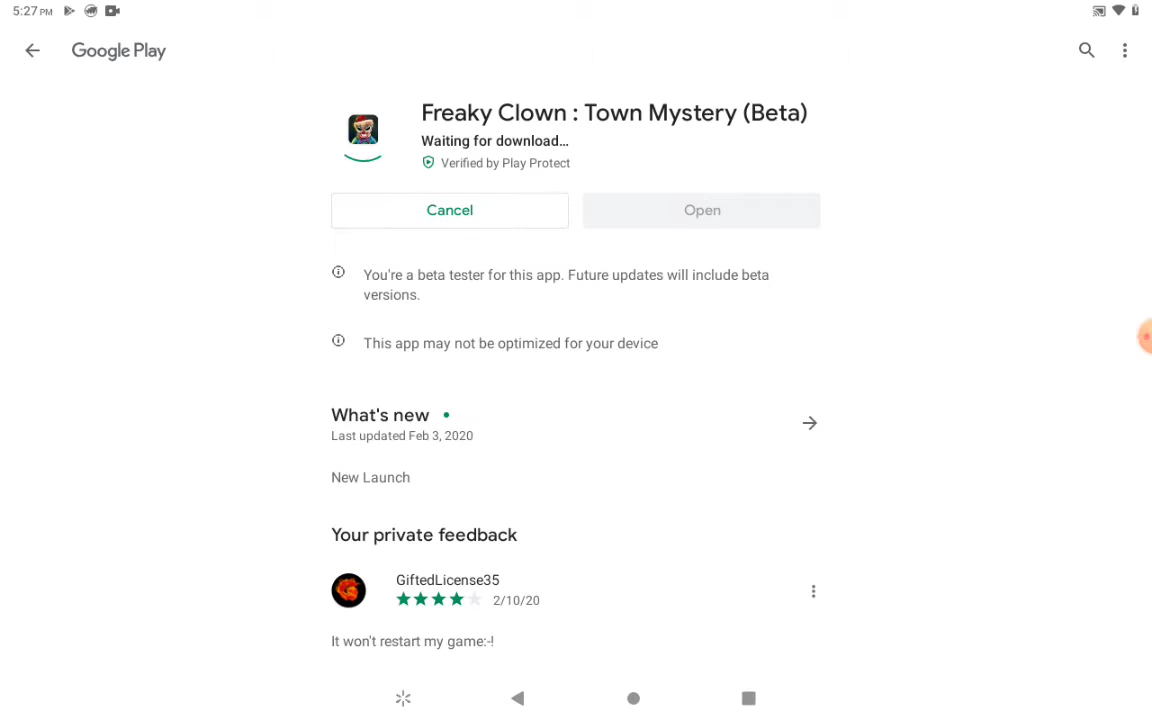 5:27 PM
Google Play
Freaky Clown : Town Mystery (Beta)
Waiting for download...
Verified by Play Protect
Cancel
Open
You're a beta tester for this app. Future updates will include beta
versions.
This app may not be optimized for your device
What's new
Last updated Feb 3, 2020
New Launch
Your private feedback
GiftedLicense35
2/10/20
It won't restart my game:-!